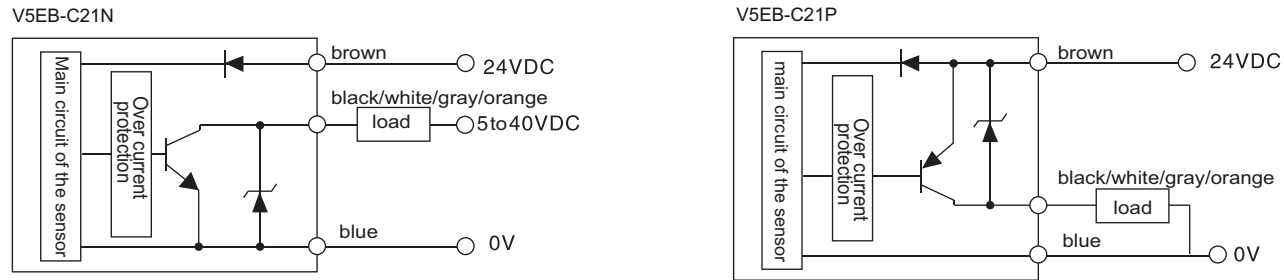 V5EB-C21N
Main circuit of the sensor
Over current
protection
brown
24VDC
black/white/gray/orange
load
5to40VDC
blue
0V
V5EB-C21P
main circuit of the sensor
Over current
protection
brown
24VDC
black/white/gray/orange
load
blue
0V